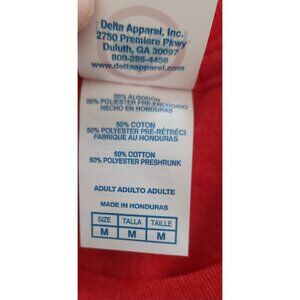 Delta Apparel, Inc.
2750 Premiere Pkwy
Duluth, GA 30097
800-285-4456
www.deltaapparel.com
50% ALGODON
50% POLIESTER PRE-ENCOGIDO
HECHO EN HONDURAS
50% COTON
50% POLYESTER PRÉ-RÉTRÉCI
FABRIQUE AU HONDURAS
50% COTTON
50% POLYESTER PRESHRUNK
ADULT ADULTO ADULTE
MADE IN HONDURAS
SIZE TALLA TAILLE
M M M